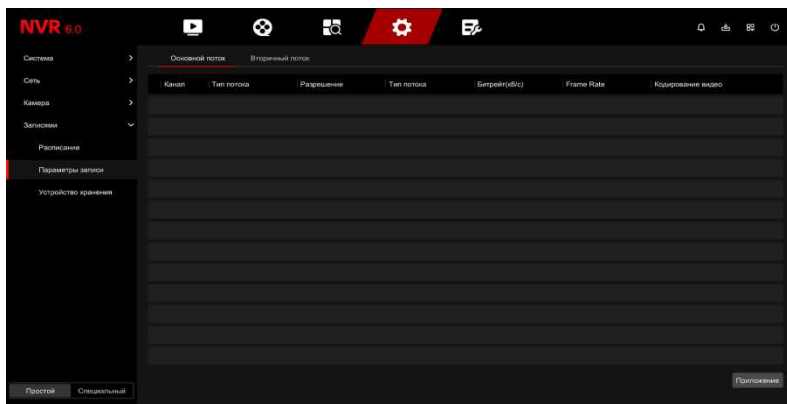 NVR 6.0
Система
Сеть
Камера
Записями
Расписание
Параметры записи
Устройство хранения
Простой Специальный
Основной поток Вторичный поток
Канал Тип потока Разрешение Тип потока Битрейт(кб/с) Frame Rate Кодирование видео
Приложение